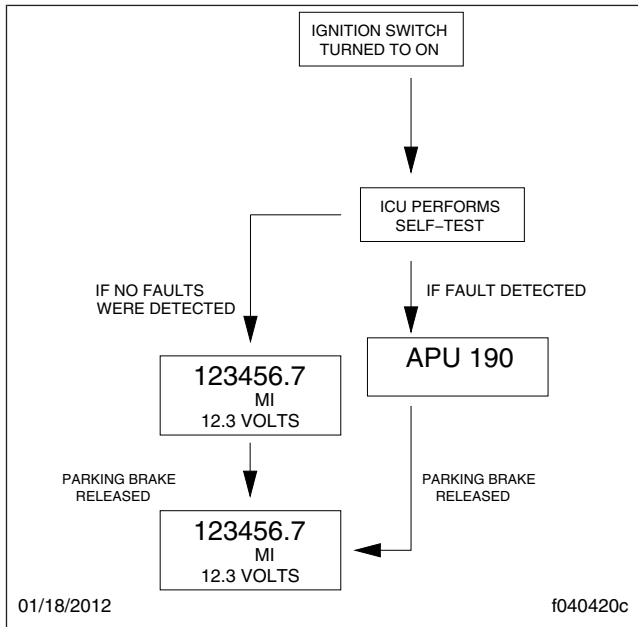 IGNITION SWITCH
TURNED TO ON
ICU PERFORMS
SELF–TEST
IF NO FAULTS
WERE DETECTED
IF FAULT DETECTED
123456.7
MI
12.3 VOLTS
APU 190
PARKING BRAKE
RELEASED
PARKING BRAKE
RELEASED
123456.7
MI
12.3 VOLTS
01/18/2012
f040420c